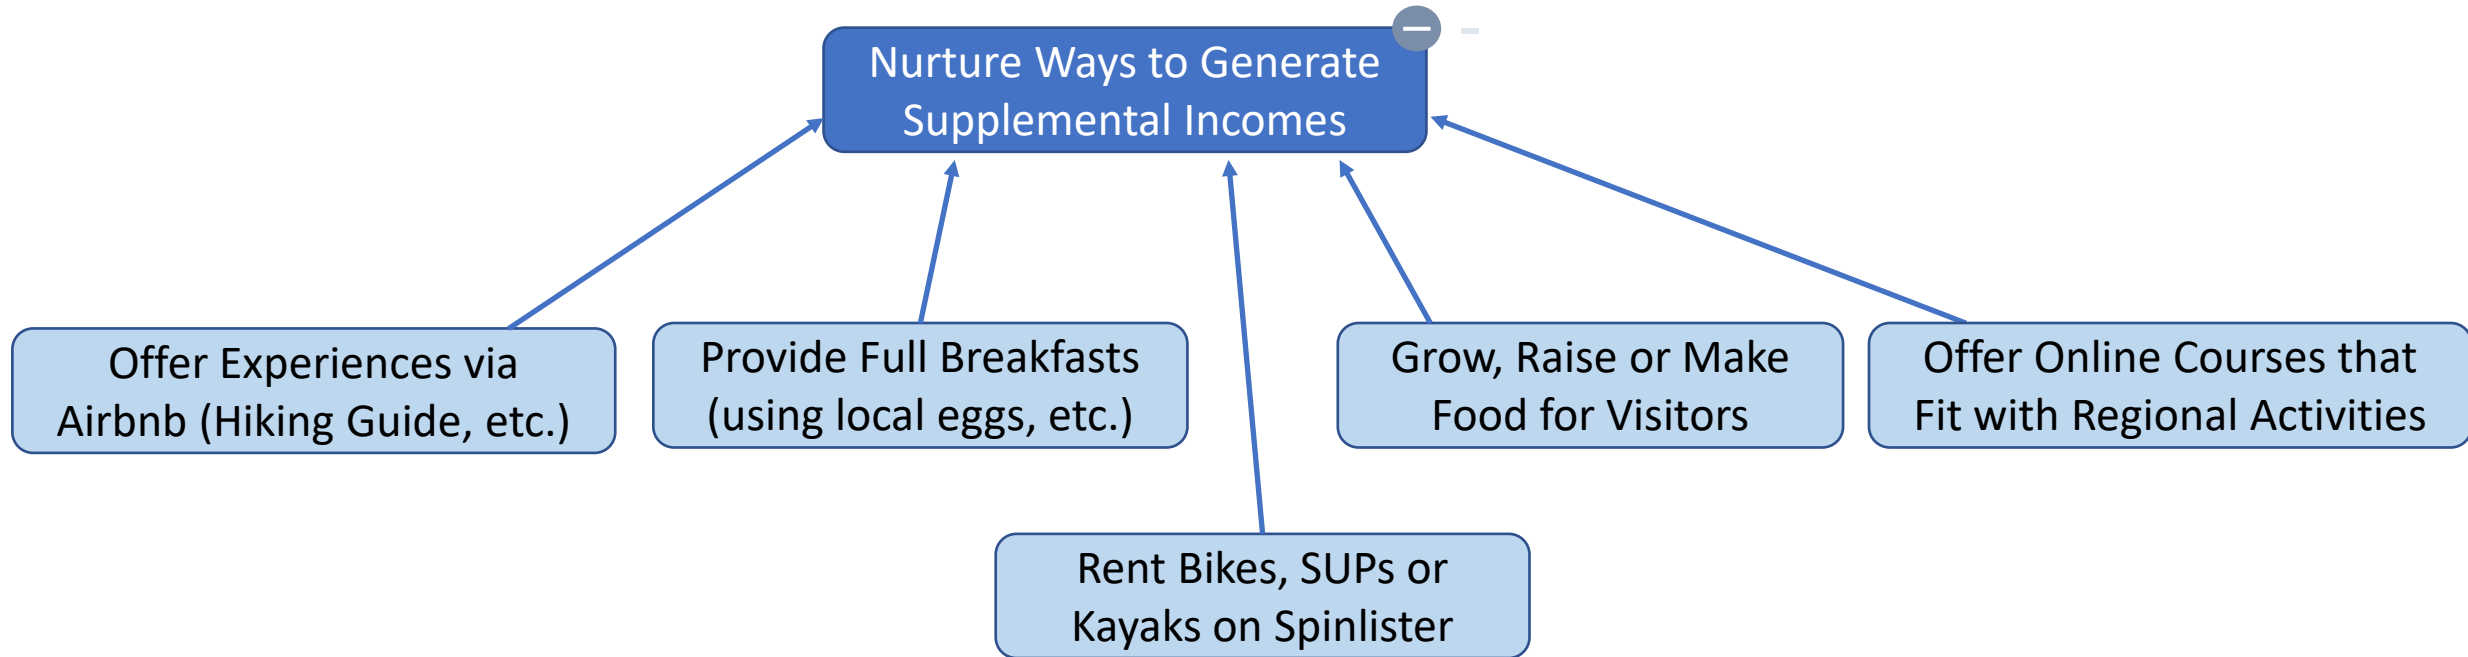 Nurture Ways to Generate
Supplemental Incomes
Offer Experiences via
Airbnb (Hiking Guide, etc.)
Provide Full Breakfasts
(using local eggs, etc.)
Grow, Raise or Make
Food for Visitors
Offer Online Courses that
Fit with Regional Activities
Rent Bikes, SUPs or
Kayaks on Spinlister